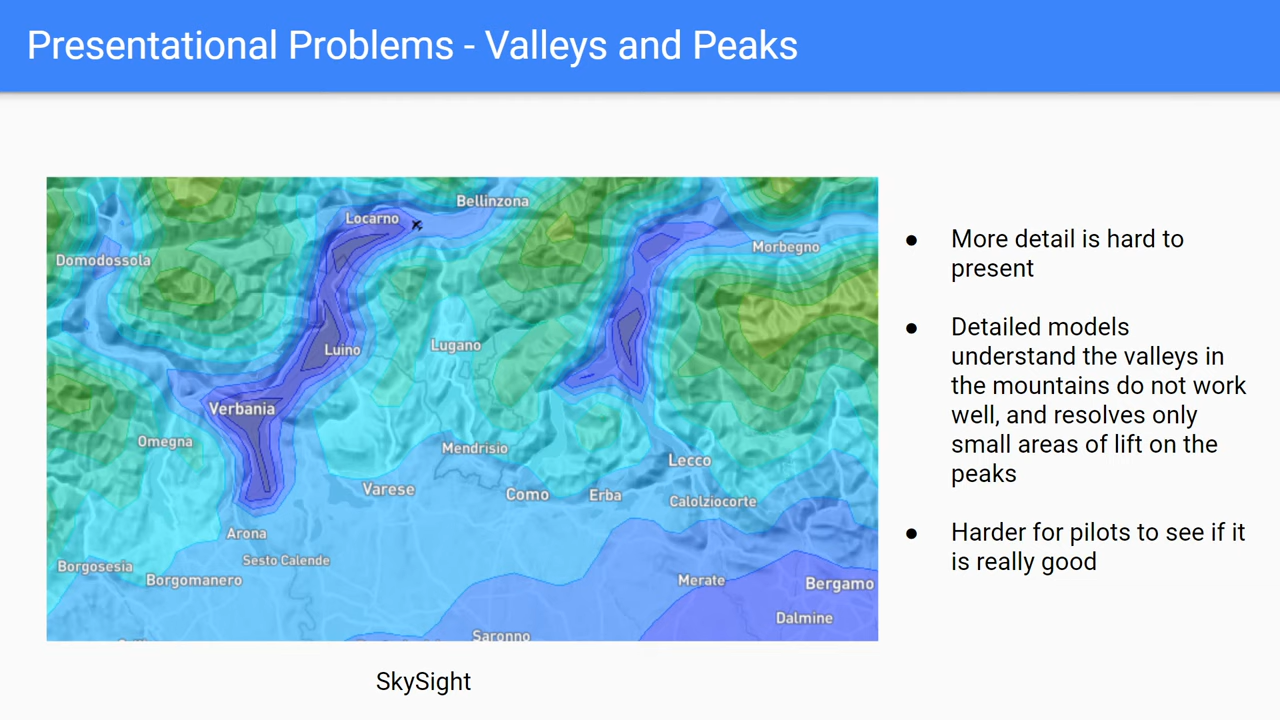 Presentational Problems - Valleys and Peaks
Bellinzona
Locarno
Morbegno
Domodossola
Luino
Lugano
Verbania
Omegna
Mendrisio
Lecco
Varese
Como
Erba
Calolziocorte
Arona
Sesto Calende
Borgosesia
Borgomanero
Merate
Bergamo
Dalmine
Saronno
SkySight
● More detail is hard to
present
● Detailed models
understand the valleys in
the mountains do not work
well, and resolves only
small areas of lift on the
peaks
● Harder for pilots to see if it
is really good